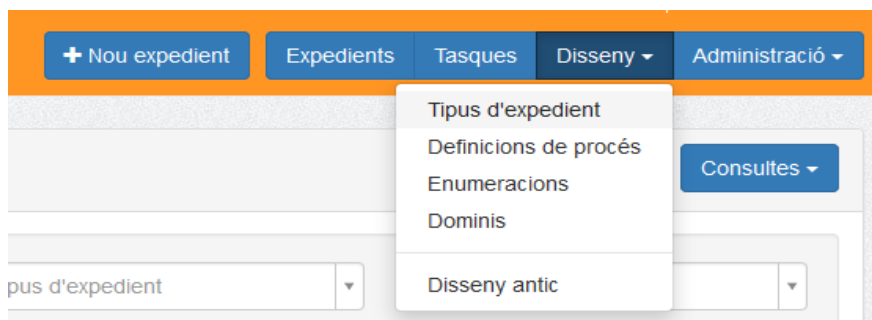 Nou expedient
Expedients
Tasques
Disseny
Administració
Tipus d'expedient
Definicions de procés
Enumeracions
Dominis
Disseny antic
Consultes
pus d'expedient